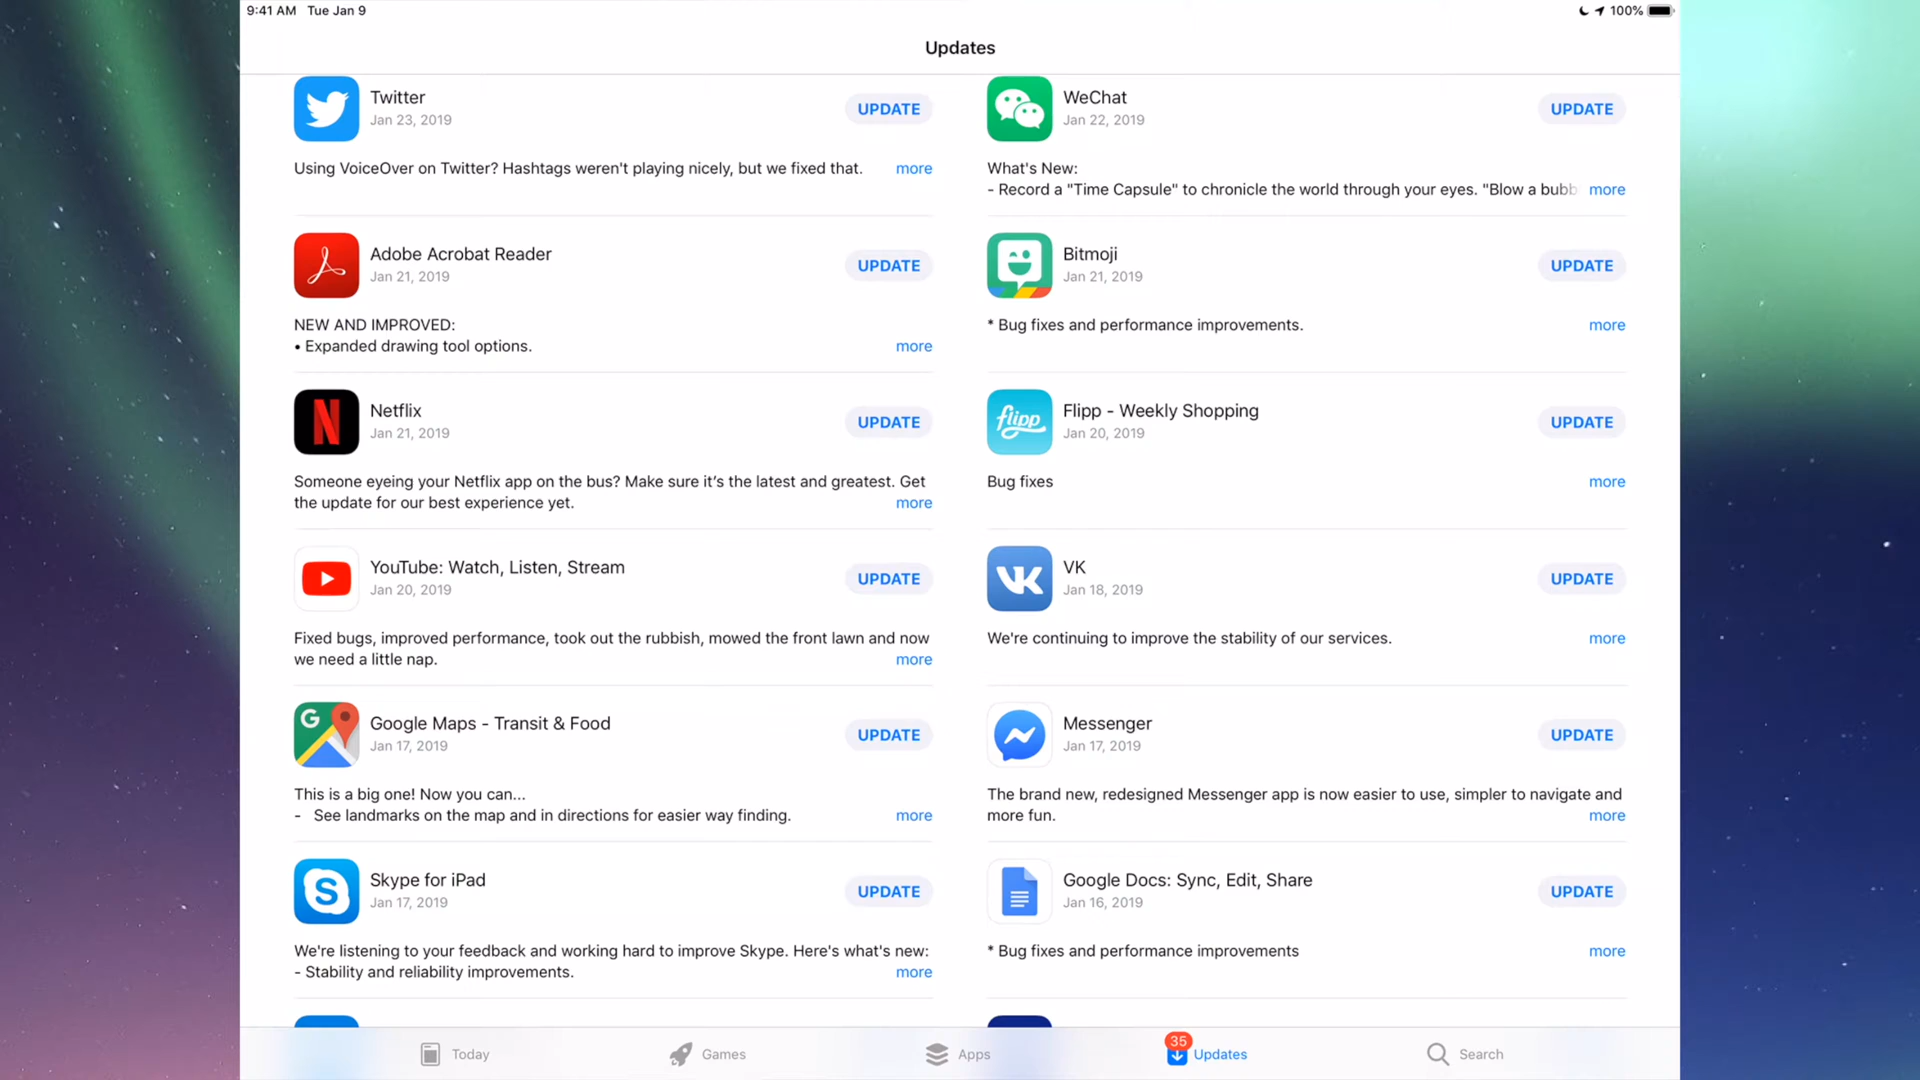 9:41 AM Tue Jan 9
100%
Updates
Twitter
Jan 23, 2019
UPDATE
Using VoiceOver on Twitter? Hashtags weren't playing nicely, but we fixed that.
more
WeChat
Jan 22, 2019
UPDATE
What's New:
- Record a "Time Capsule" to chronicle the world through your eyes. "Blow a bubb
more
Adobe Acrobat Reader
Jan 21, 2019
UPDATE
NEW AND IMPROVED:
• Expanded drawing tool options.
more
Bitmoji
Jan 21, 2019
UPDATE
* Bug fixes and performance improvements.
more
N
Netflix
Jan 21, 2019
UPDATE
Someone eyeing your Netflix app on the bus? Make sure it’s the latest and greatest. Get
the update for our best experience yet.
more
flipp
Flipp - Weekly Shopping
Jan 20, 2019
UPDATE
Bug fixes
more
YouTube: Watch, Listen, Stream
Jan 20, 2019
UPDATE
Fixed bugs, improved performance, took out the rubbish, mowed the front lawn and now
we need a little nap.
more
VK
VK
Jan 18, 2019
UPDATE
We're continuing to improve the stability of our services.
more
G
Google Maps - Transit & Food
Jan 17, 2019
UPDATE
This is a big one! Now you can...
- See landmarks on the map and in directions for easier way finding.
more
Messenger
Jan 17, 2019
UPDATE
The brand new, redesigned Messenger app is now easier to use, simpler to navigate and
more fun.
more
S
Skype for iPad
Jan 17, 2019
UPDATE
We're listening to your feedback and working hard to improve Skype. Here's what's new:
- Stability and reliability improvements.
more
Google Docs: Sync, Edit, Share
Jan 16, 2019
UPDATE
* Bug fixes and performance improvements
more
Today
Games
Apps
35
Updates
Search